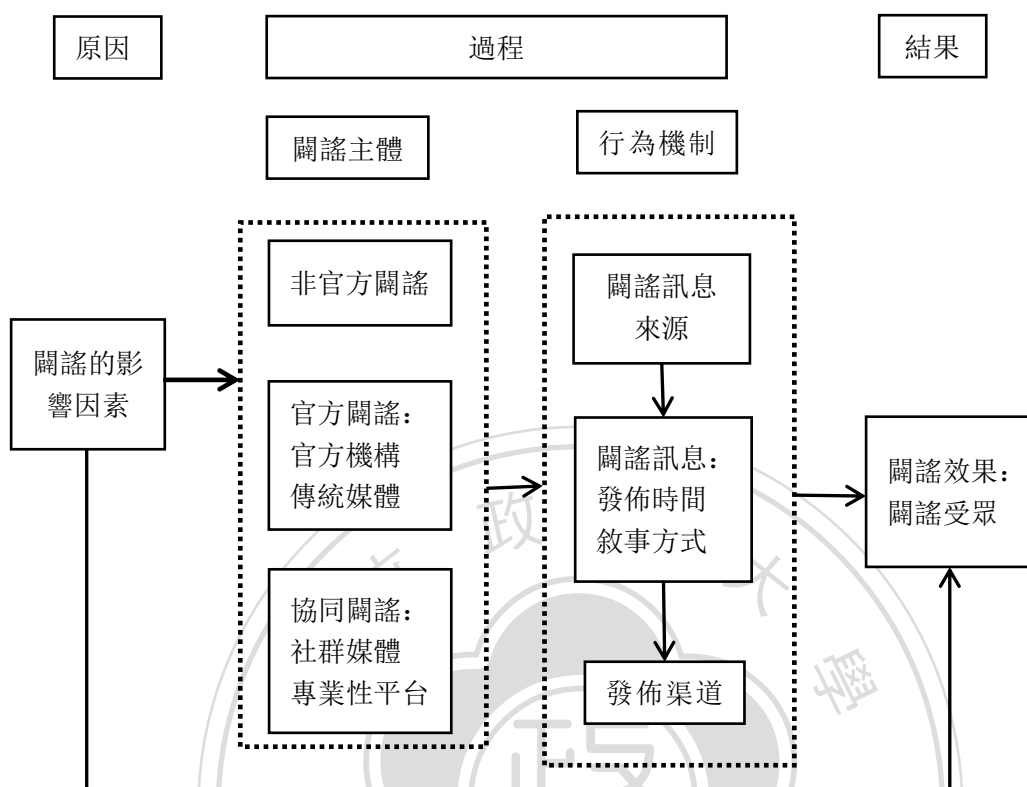 原因
過程
結果
闢謠主體
行為機制
非官方闢謠
闢謠訊息
來源
闢謠的影
響因素
官方闢謠：
官方機構
傳統媒體
闢謠訊息：
發佈時間
敘事方式
闢謠效果：
闢謠受眾
協同闢謠：
社群媒體
專業性平台
發佈渠道
政
大
學